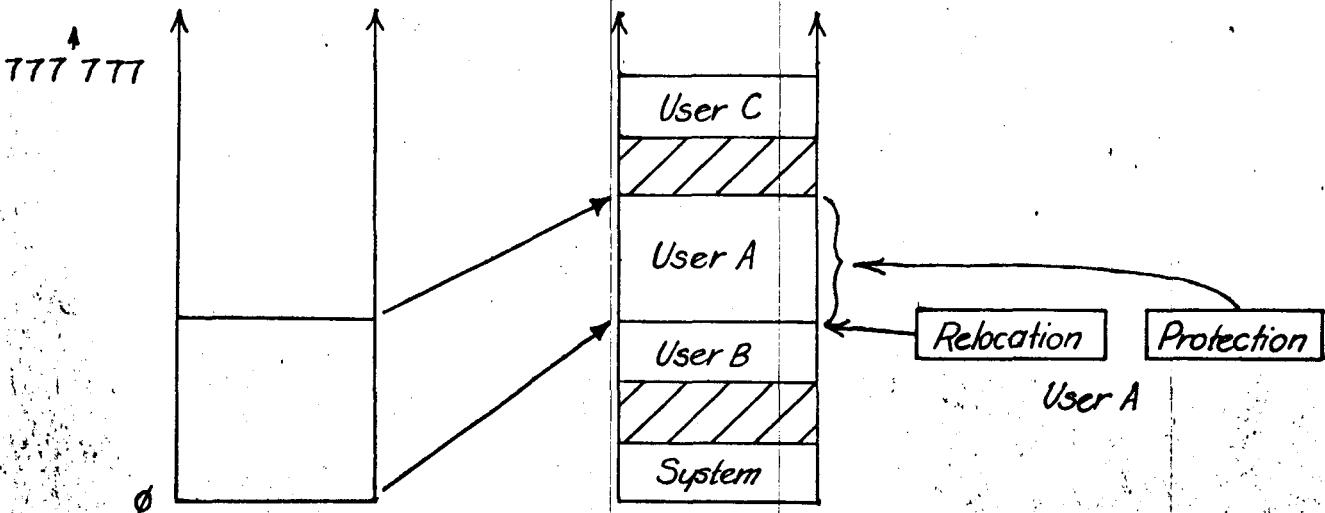 777 777
User C
User A
Relocation
Protection
User B
User A
System
ø